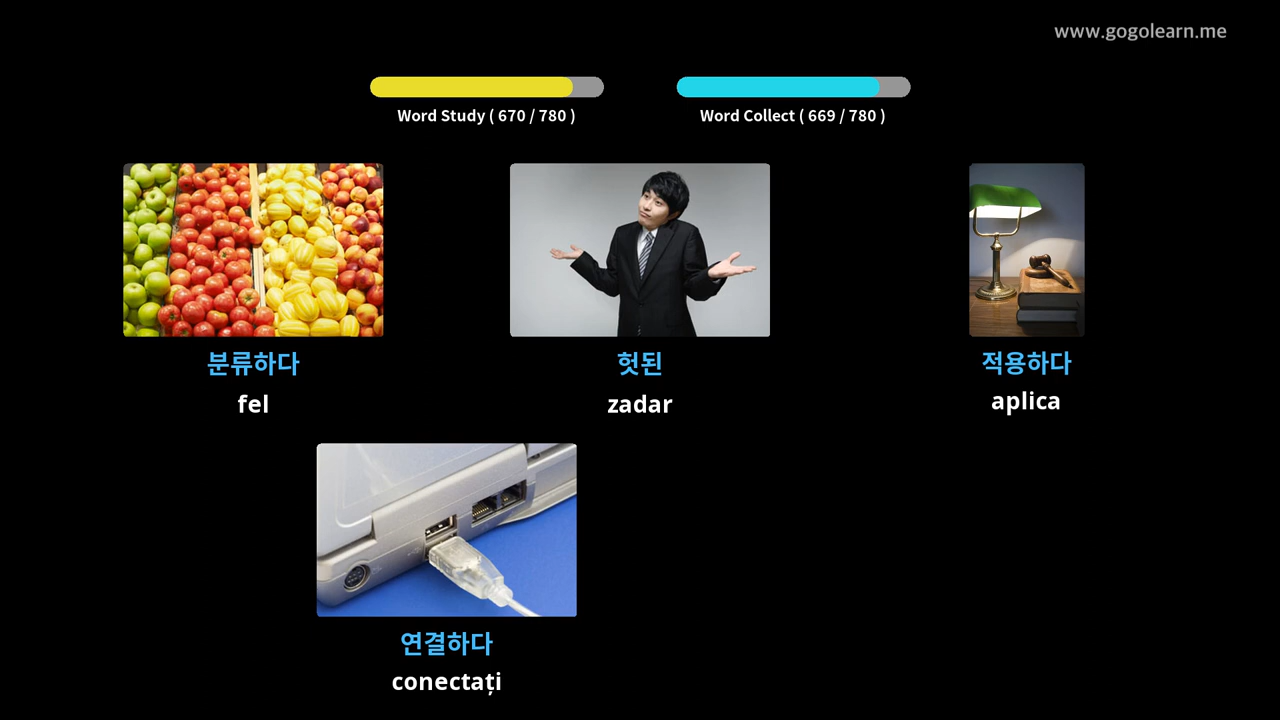 www.gogolearn.me
Word Study ( 670 / 780 )
Word Collect ( 669 / 780 )
분류하다
fel
헛된
zadar
적용하다
aplica
연결하다
conectați